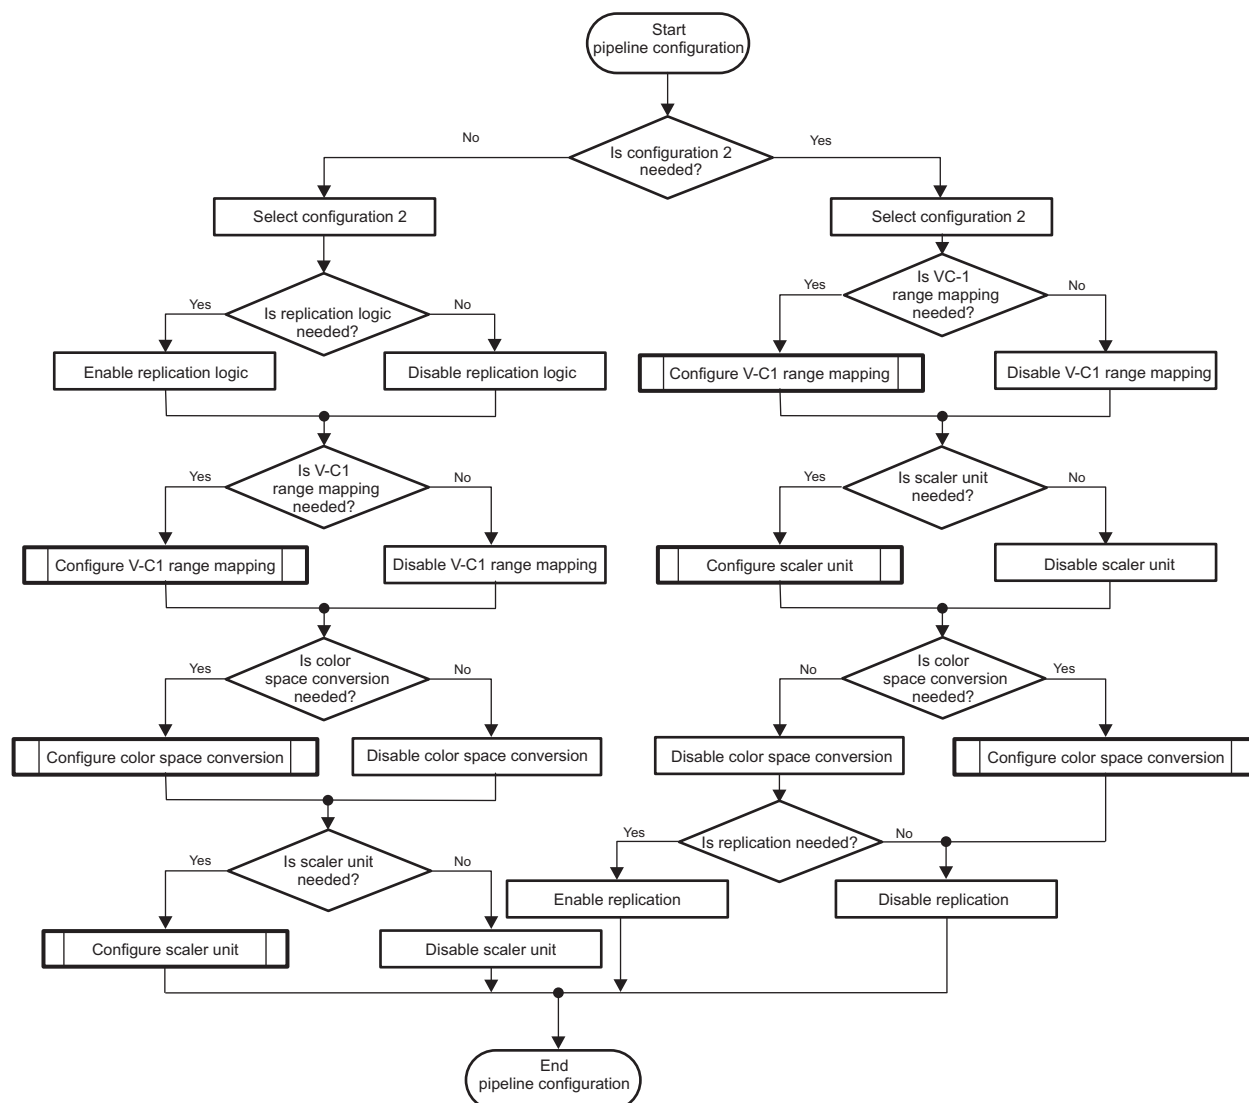 Start
pipeline configuration
No
Is configuration 2
needed?
Yes
Select configuration 2
Select configuration 2
Yes
Is replication logic
needed?
No
Yes
Is VC-1
range mapping
needed?
No
Enable replication logic
Disable replication logic
Configure V-C1 range mapping
Disable V-C1 range mapping
Yes
Is V-C1
range mapping
needed?
No
Yes
Is scaler unit
needed?
No
Configure V-C1 range mapping
Disable V-C1 range mapping
Configure scaler unit
Disable scaler unit
Yes
Is color
space conversion
needed?
No
No
Is color
space conversion
needed?
Yes
Configure color space conversion
Disable color space conversion
Disable color space conversion
Configure color space conversion
Yes
Is scaler unit
needed?
No
Yes
Is replication needed?
No
Enable replication
Disable replication
Configure scaler unit
Disable scaler unit
End
pipeline configuration